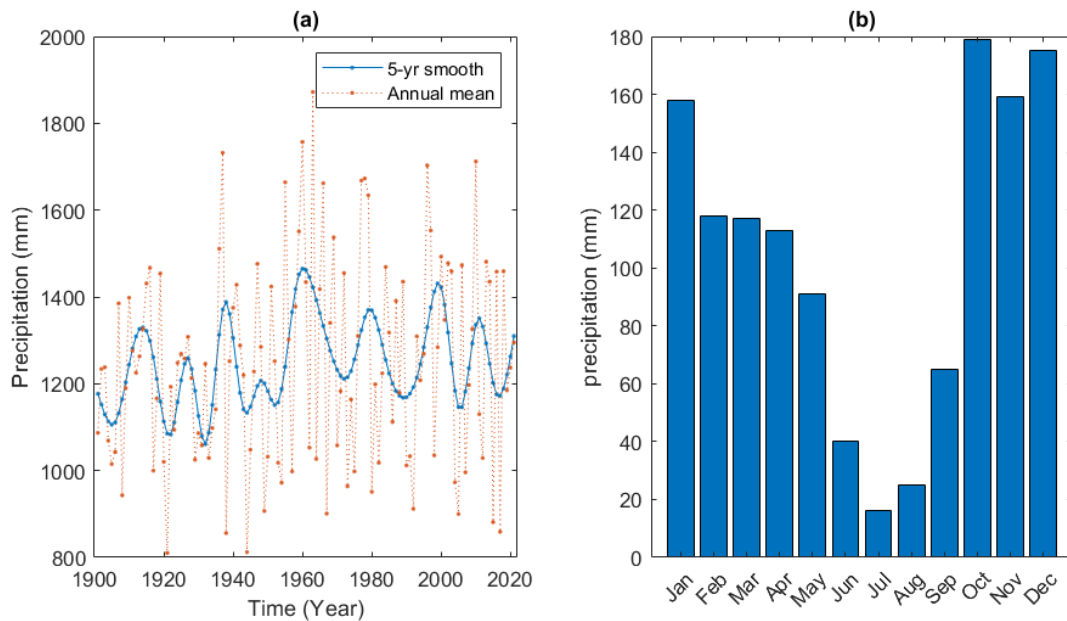 (a)
2000
1800
1600
1400
1200
1000
800
Precipitation (mm)
5-yr smooth
Annual mean
1900 1920 1940 1960 1980 2000 2020
Time (Year)
(b)
180
160
140
120
100
80
60
40
20
0
precipitation (mm)
Jan Feb Mar Apr May Jun Jul Aug Sep Oct Nov Dec